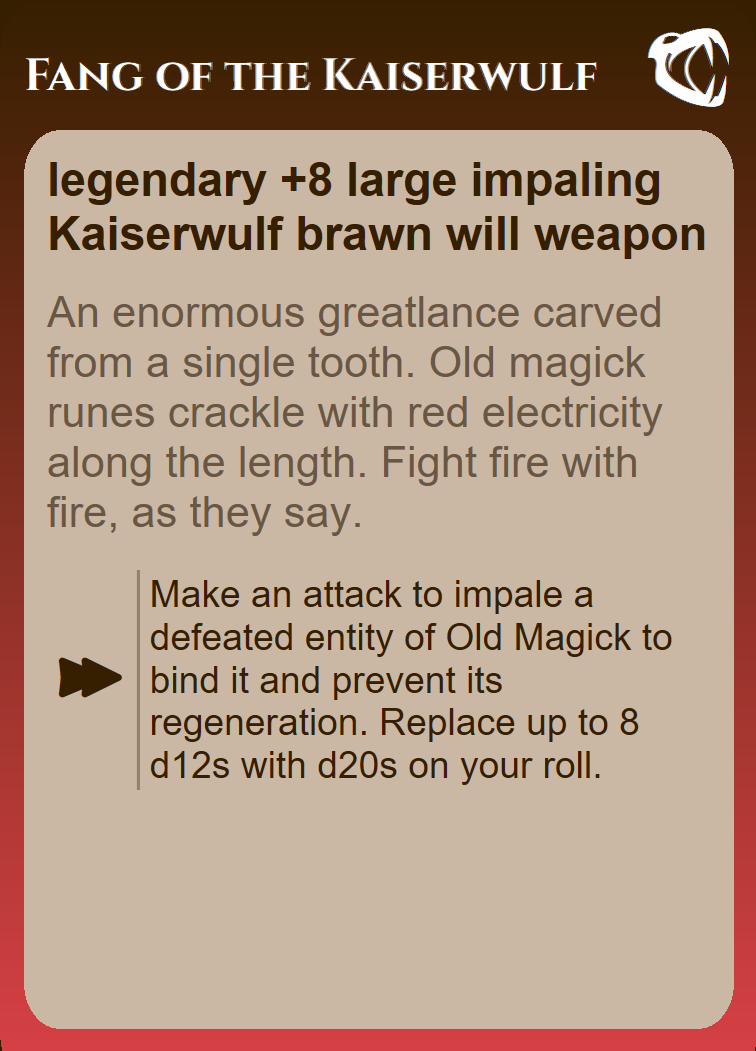 Fang of the Kaiserwulf
legendary +8 large impaling
Kaiserwulf brawn will weapon
An enormous greatlance carved
from a single tooth. Old magick
runes crackle with red electricity
along the length. Fight fire with
fire, as they say.
Make an attack to impale a
defeated entity of Old Magick to
bind it and prevent its
regeneration. Replace up to 8
d12s with d20s on your roll.